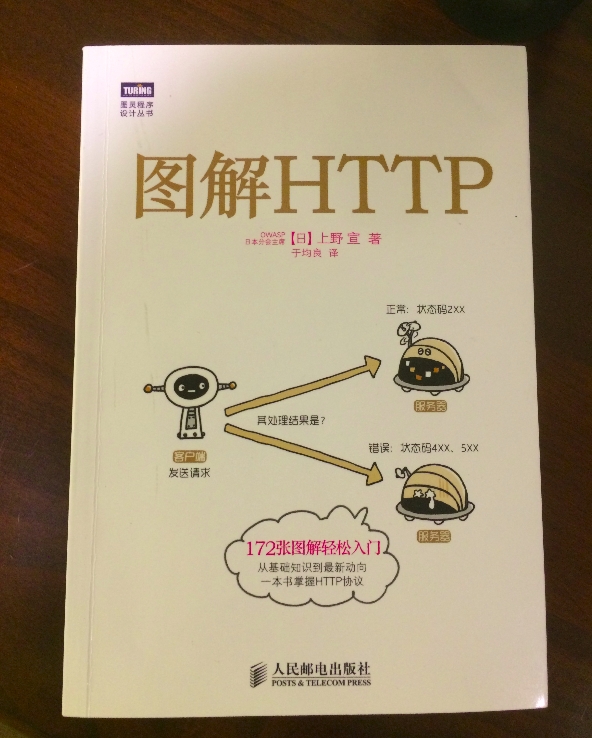 TURING
图灵程序
设计丛书
图解HTTP
OWASP
日本分会主席
【日】上野 宣 著
于均良 译
正常：状态码2XX
服务器
其处理结果是？
错误：状态码4XX、5XX
客户端
发送请求
服务器
172张图解轻松入门
从基础知识到最新动向
一本书掌握HTTP协议
人民邮电出版社
POSTS & TELECOM PRESS